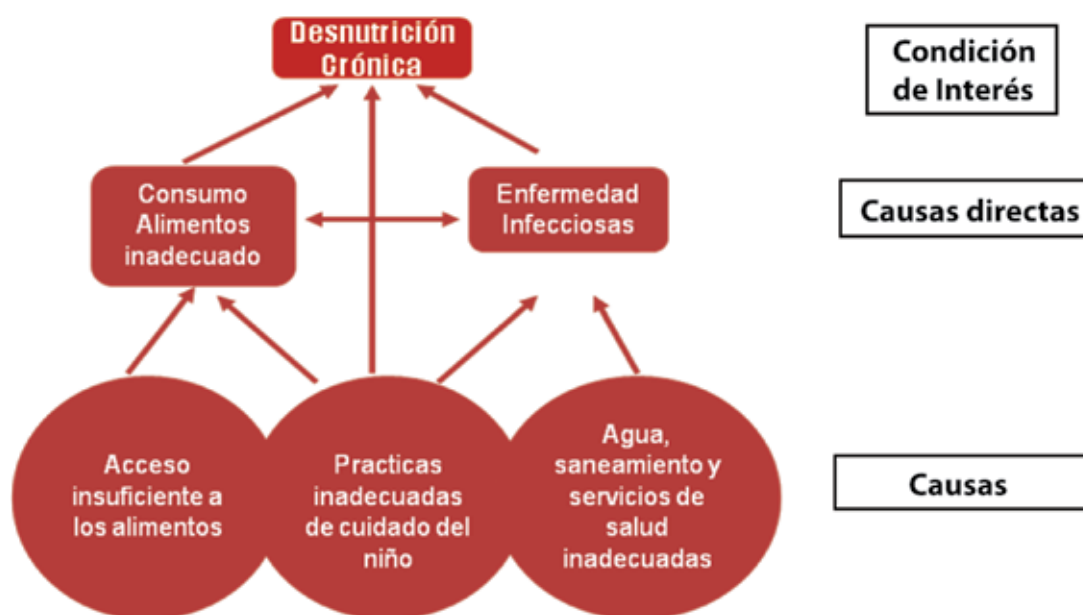 Desnutrición
Crónica
Condición
de Interés
Consumo
Alimentos
inadecuado
Enfermedad
Infecciosas
Causas directas
Acceso
insuficiente a
los alimentos
Practicas
inadecuadas
de cuidado del
niño
Agua,
saneamiento y
servicios de
salud
inadecuadas
Causas